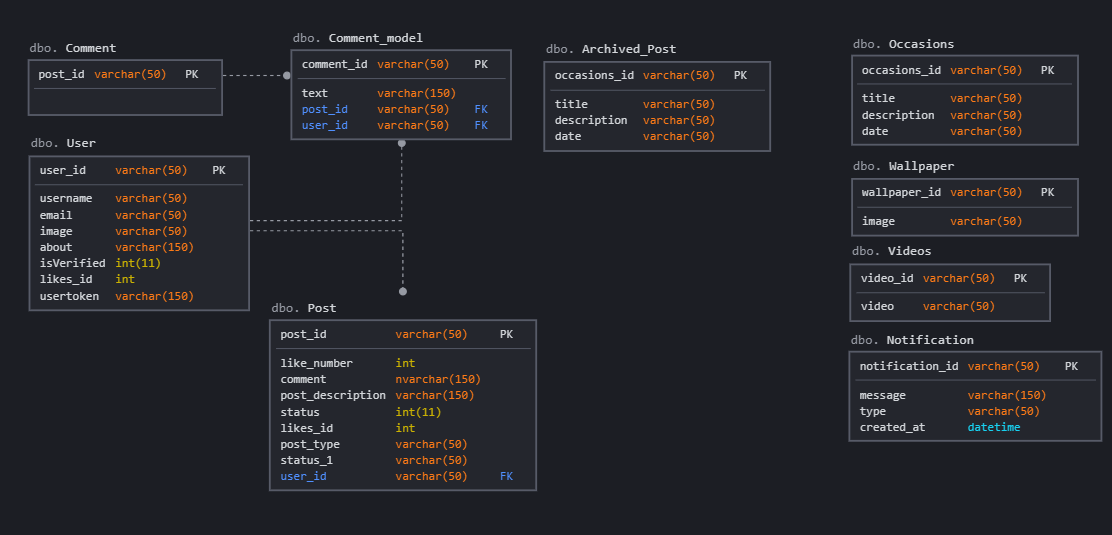 dbo. Comment
post_id varchar(50) PK
dbo. Comment_model
comment_id varchar(50) PK
text varchar(150)
post_id varchar(50) FK
user_id varchar(50) FK
dbo. Archived_Post
occasions_id varchar(50) PK
title varchar(50)
description varchar(50)
date varchar(50)
dbo. Occasions
occasions_id varchar(50) PK
title varchar(50)
description varchar(50)
date varchar(50)
dbo. User
user_id varchar(50) PK
username varchar(50)
email varchar(50)
image varchar(50)
about varchar(150)
isVerified int(11)
likes_id int
usertoken varchar(150)
dbo. Wallpaper
wallpaper_id varchar(50) PK
image varchar(50)
dbo. Videos
video_id varchar(50) PK
video varchar(50)
dbo. Post
post_id varchar(50) PK
like_number int
comment nvarchar(150)
post_description varchar(150)
status int(11)
likes_id int
post_type varchar(50)
status_1 varchar(50)
user_id varchar(50) FK
dbo. Notification
notification_id varchar(50) PK
message varchar(150)
type varchar(50)
created_at datetime